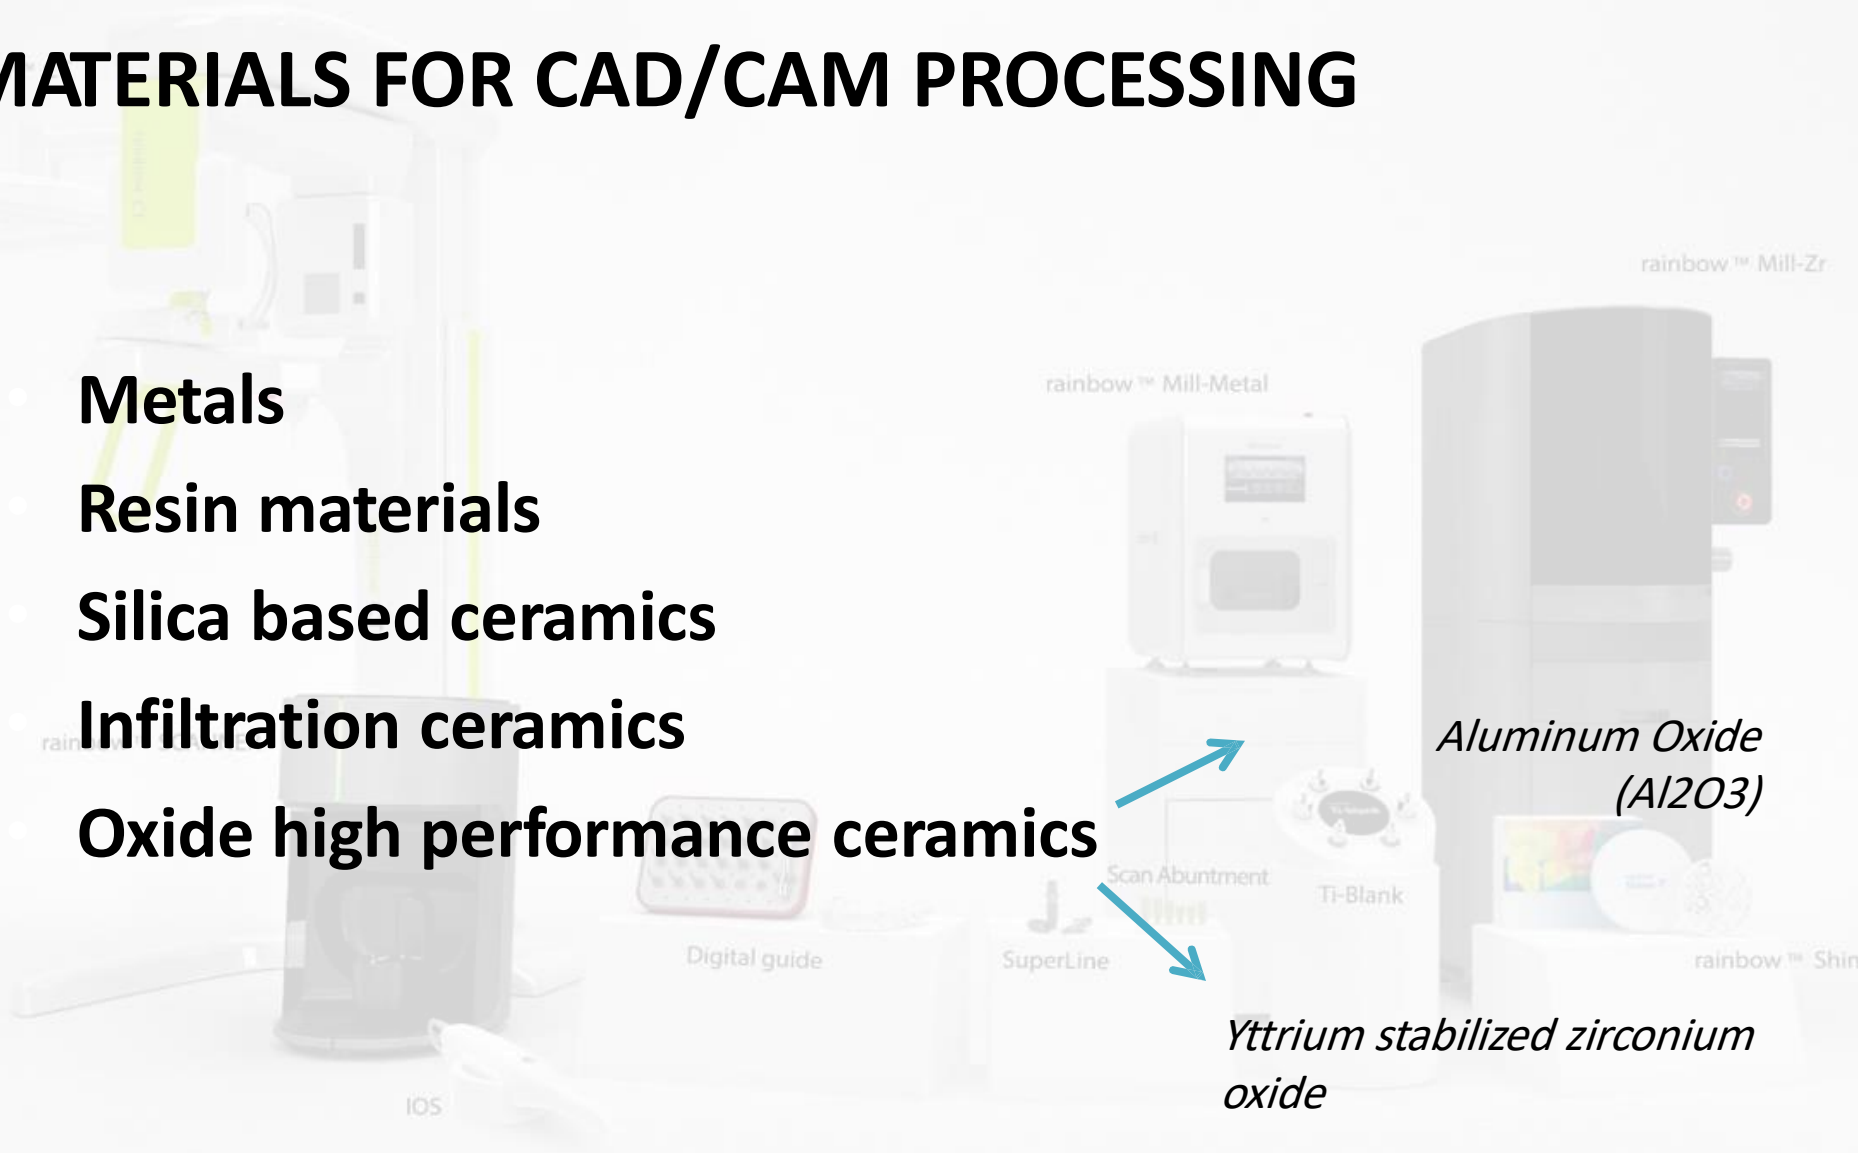 MATERIALS FOR CAD/CAM PROCESSING
rainbow™ Mill-Zr
rainbow™ Mill-Metal
Metals
Resin materials
Silica based ceramics
Infiltration ceramics
Aluminum Oxide
(Al2O3)
Oxide high performance ceramics
Scan Abuntment
Ti-Blank
Digital guide
SuperLine
rainbow™ Shin
Yttrium stabilized zirconium
oxide
IOS